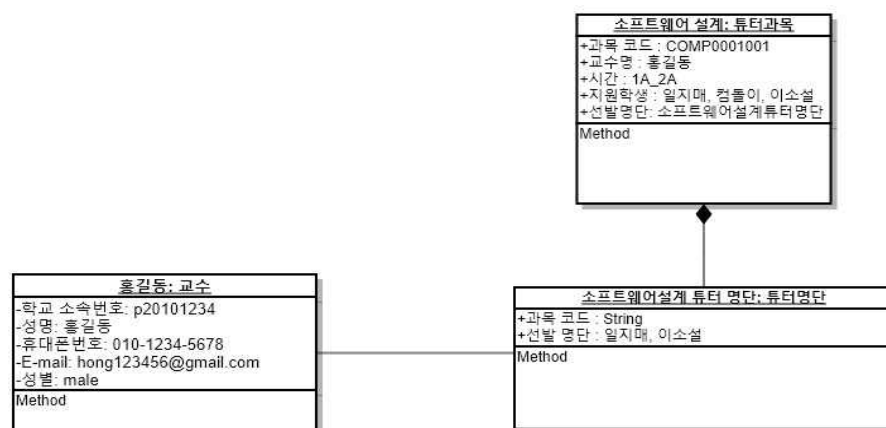 소프트웨어 설계: 튜터과목
+과목 코드 : COMP0001001
+교수명 : 홍길동
+시간 : 1A_2A
+지원학생 : 일지매, 컴돌이, 이소설
+선발명단: 소프트웨어설계튜터명단
Method
홍길동: 교수
-학교 소속번호: p20101234
-성명: 홍길동
-휴대폰번호: 010-1234-5678
-E-mail: hong123456@gmail.com
-성별: male
Method
소프트웨어설계 튜터 명단: 튜터명단
+과목 코드 : String
+선발 명단 : 일지매, 이소설
Method